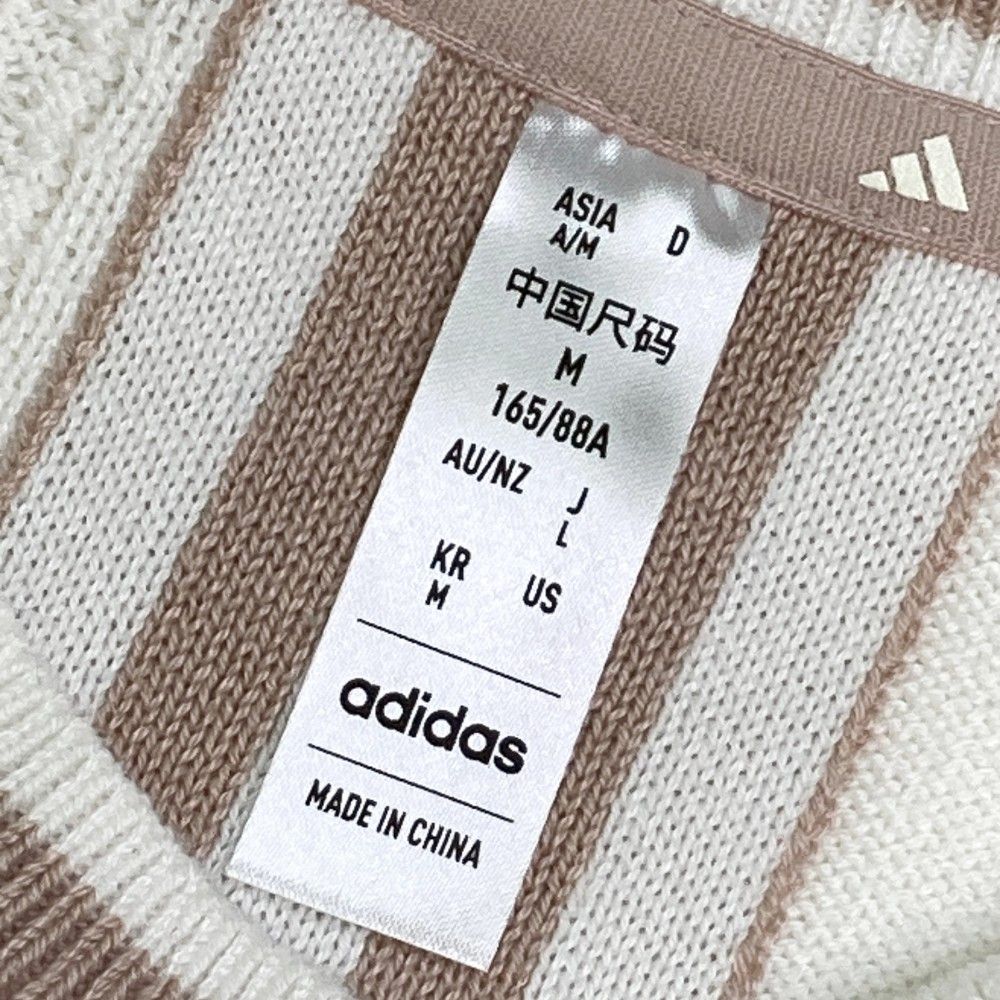 ASIA D
A/M
中国尺码
M
165/88A
AU/NZ J
L
KR US
M
adidas
MADE IN CHINA